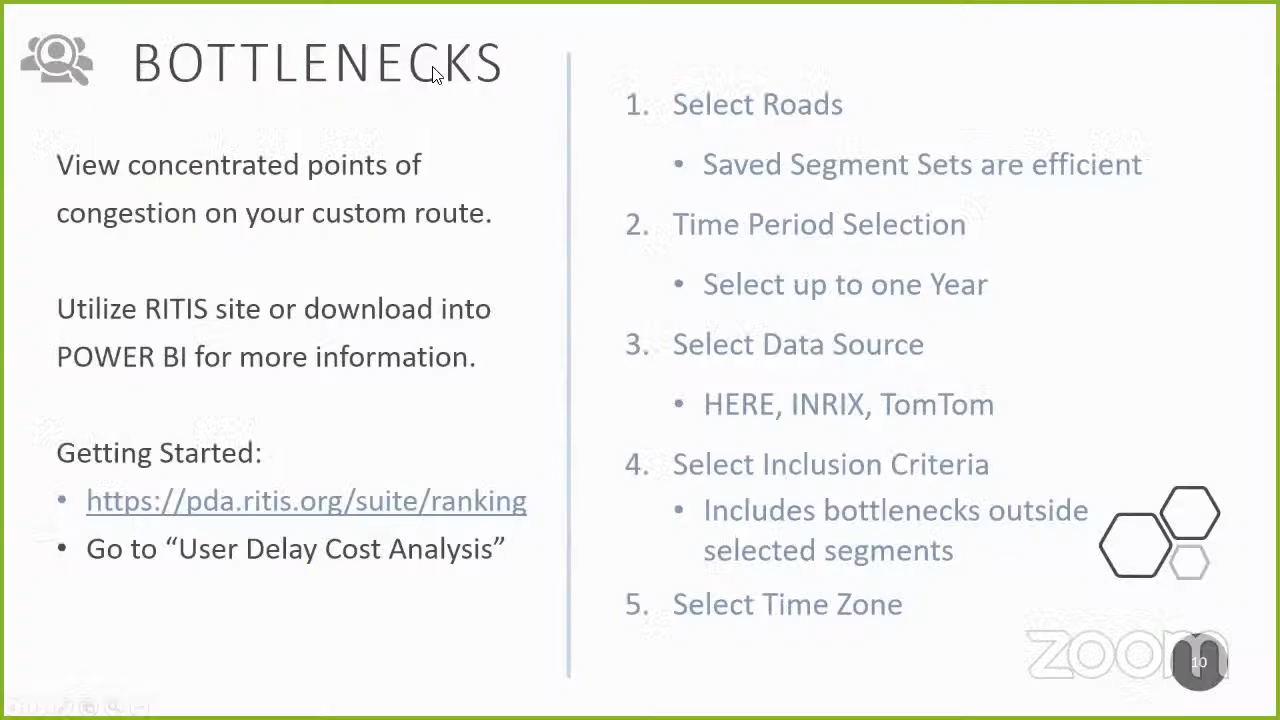 BOTTLENECKS
View concentrated points of
congestion on your custom route.
Utilize RITIS site or download into
POWER BI for more information.
Getting Started:
• https://pda.ritis.org/suite/ranking
• Go to “User Delay Cost Analysis”
1. Select Roads
• Saved Segment Sets are efficient
2. Time Period Selection
• Select up to one Year
3. Select Data Source
• HERE, INRIX, TomTom
4. Select Inclusion Criteria
• Includes bottlenecks outside
selected segments
5. Select Time Zone
zoom
10